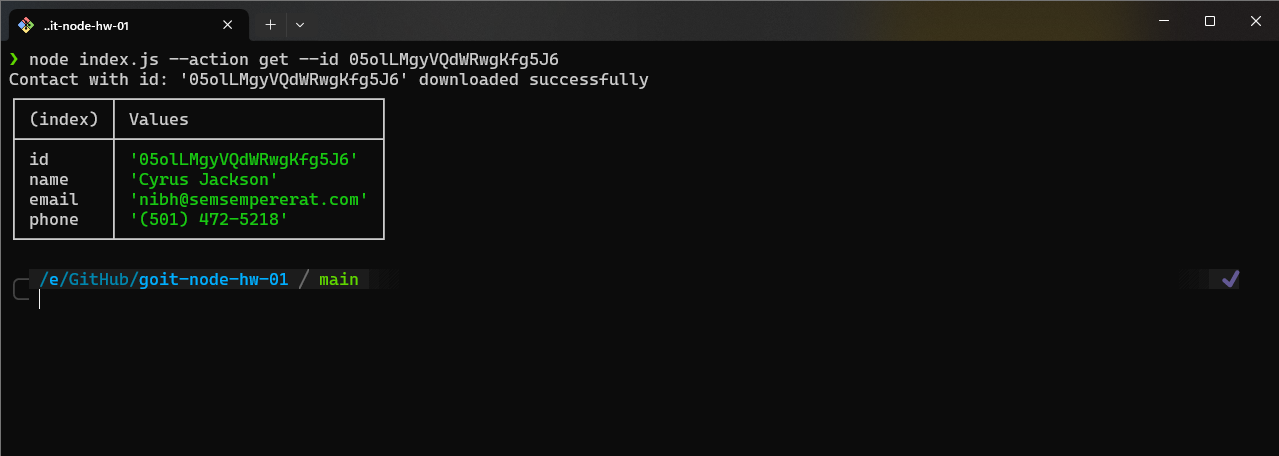 ..it-node-hw-01
❯ node index.js --action get --id 05olLMgyVQdWRwgKfg5J6
Contact with id: '05olLMgyVQdWRwgKfg5J6' downloaded successfully
(index) Values
id '05olLMgyVQdWRwgKfg5J6'
name 'Cyrus Jackson'
email 'nibh@semsempererat.com'
phone '(501) 472-5218'
/e/GitHub/goit-node-hw-01 / main